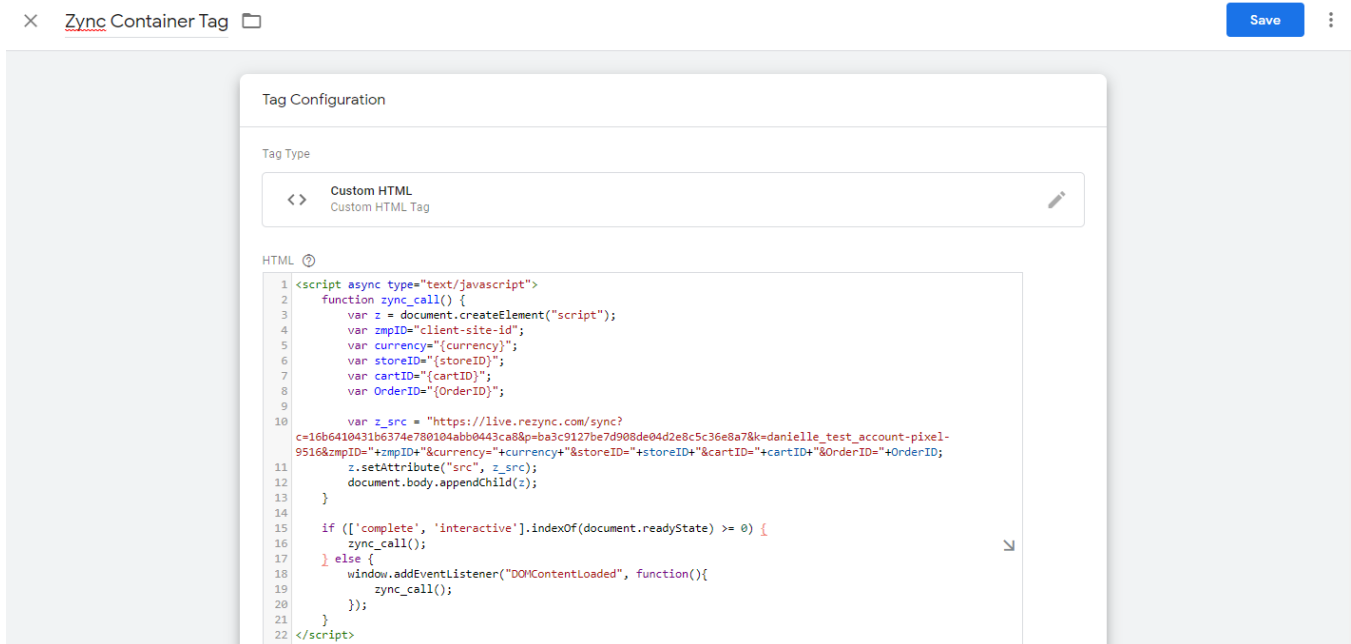 Zync Container Tag
Save
Tag Configuration
Tag Type
Custom HTML
Custom HTML Tag
HTML
1 <script async type="text/javascript">
2     function zync_call() {
3         var z = document.createElement("script");
4         var zmpID="client-site-id";
5         var currency="{currency}";
6         var storeID="{storeID}";
7         var cartID="{cartID}";
8         var OrderID="{OrderID}";
9
10         var z_src = "https://live.rezync.com/sync?
c=16b6410431b6374e780104abb0443ca8&p=ba3c9127be7d908de04d2e8c5c36e8a7&k=danielle_test_account-pixel-
9516&zmpID="+zmpID+"&currency="+currency+"&storeID="+storeID+"&cartID="+cartID+"&OrderID="+OrderID;
11         z.setAttribute("src", z_src);
12         document.body.appendChild(z);
13     }
14
15     if (['complete', 'interactive'].indexOf(document.readyState) >= 0) {
16         zync_call();
17     } else {
18         window.addEventListener("DOMContentLoaded", function(){
19             zync_call();
20         });
21     }
22 </script>